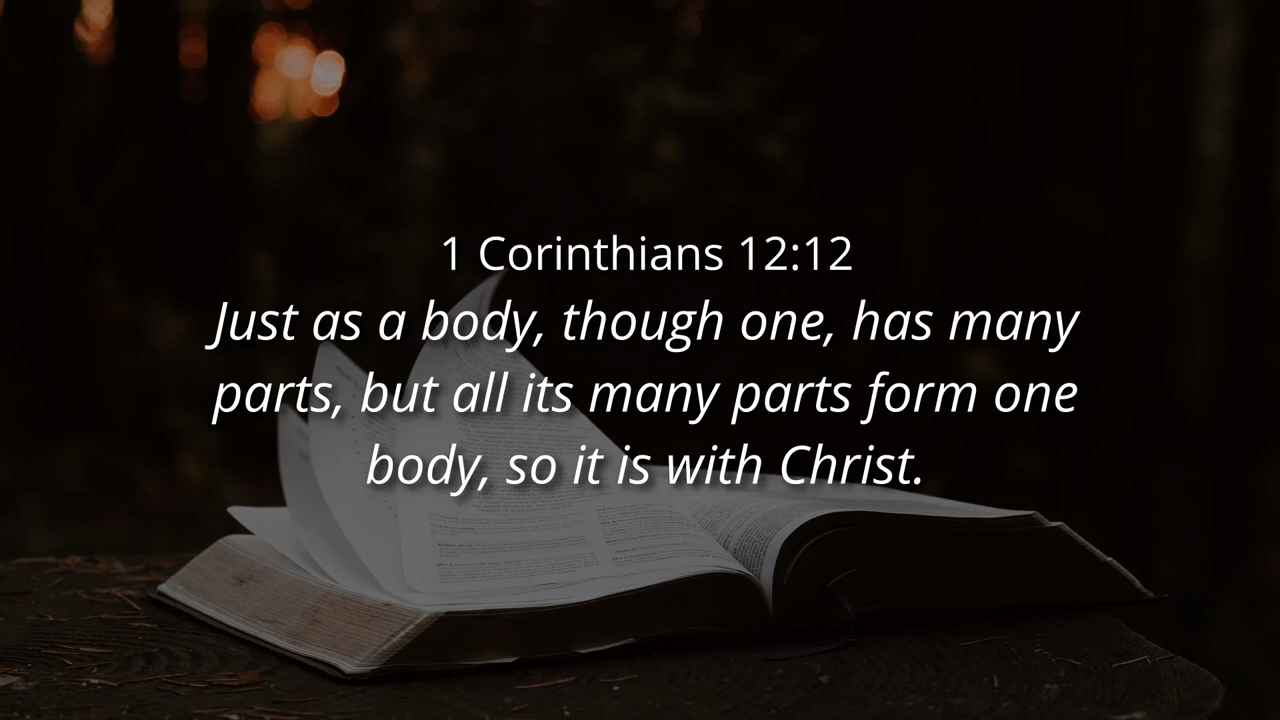 1 Corinthians 12:12
Just as a body, though one, has many
parts, but all its many parts form one
body, so it is with Christ.